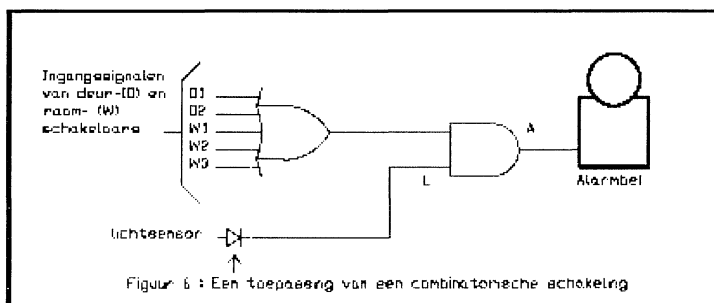 Ingangssignalen
van deur-(D) en
raam- (W)
schakelaars
D1
D2
W1
W2
W3
A
L
Alarmbel
lichtsensor
Figuur 6 : Een toepassing van een combinatorische schakeling